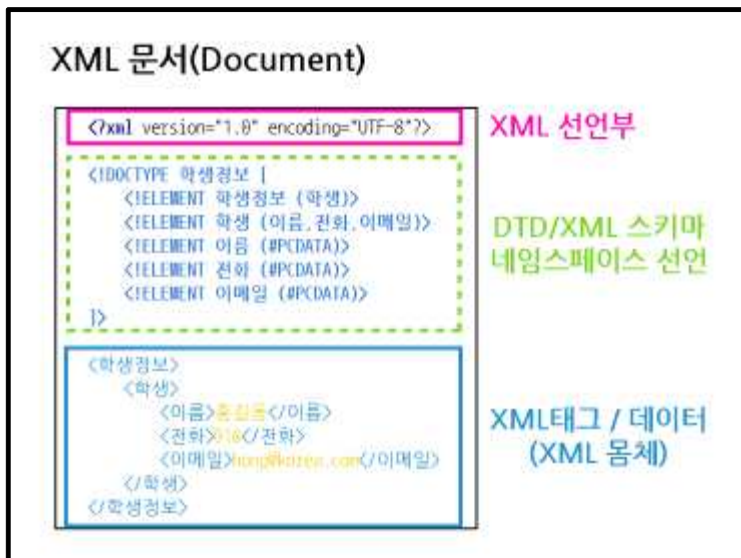 XML 문서(Document)
<?xml version="1.0" encoding="UTF-8"?>
XML 선언부
<!DOCTYPE 학생정보 [
<!ELEMENT 학생정보 (학생)>
<!ELEMENT 학생 (이름,전화,이메일)>
<!ELEMENT 이름 (#PCDATA)>
<!ELEMENT 전화 (#PCDATA)>
<!ELEMENT 이메일 (#PCDATA)>
]>
DTD/XML 스키마
네임스페이스 선언
<학생정보>
<학생>
<이름>홍길동</이름>
<전화>010</전화>
<이메일>hong@korea.com</이메일>
</학생>
</학생정보>
XML태그 / 데이터
(XML 몸체)